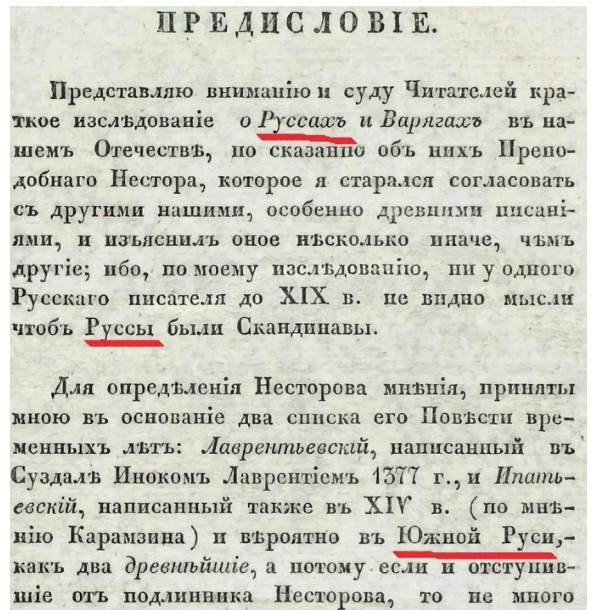 ПРЕДИСЛОВІЕ.
Представляю вниманію и суду Читателей кра-
ткое изслѣдованіе о Руссахъ и Варягахъ въ на-
шемъ Отечествѣ, по сказанію объ нихъ Препо-
добнаго Нестора, которое я старался согласовать
съ другими нашими, особенно древними писані-
ями, и изъяснилъ оное нѣсколько иначе, чѣмъ
другіе; ибо, по моему изслѣдованію, ни у одного
Русскаго писателя до XIX в. не видно мысли
чтобъ Руссы были Скандинавы.
Для опредѣленія Несторова мнѣнія, приняты
мною въ основаніе два списка его Повѣсти вре-
менныхъ лѣтъ: Лаврентьевскій, написанный въ
Суздалѣ Инокомъ Лаврентіемъ 1377 г., и Ипать-
евскій, написанный также въ XIV в. (по мнѣ-
нію Карамзина) и вѣроятно въ Южной Руси,-
какъ два древнѣйшіе, а потому если и отступив-
шіе отъ подлинника Несторова, то не много